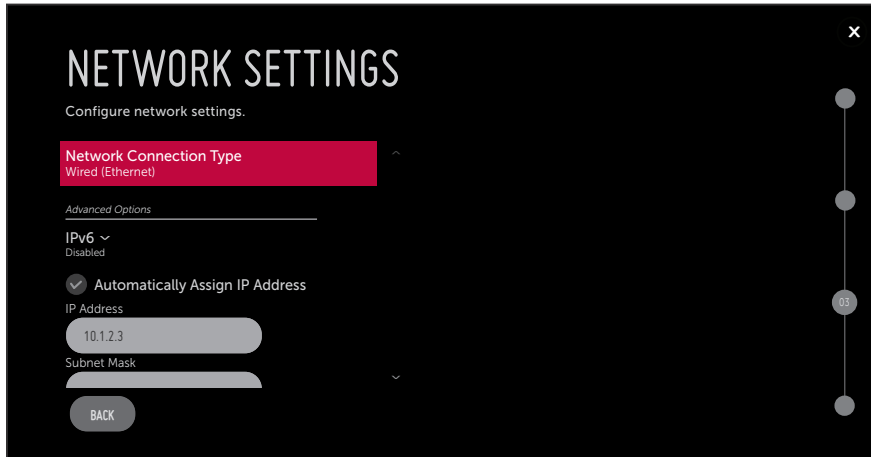 X
NETWORK SETTINGS
Configure network settings.
Network Connection Type
Wired (Ethernet)
Advanced Options
IPv6
Disabled
Automatically Assign IP Address
IP Address
10.1.2.3
03
Subnet Mask
BACK